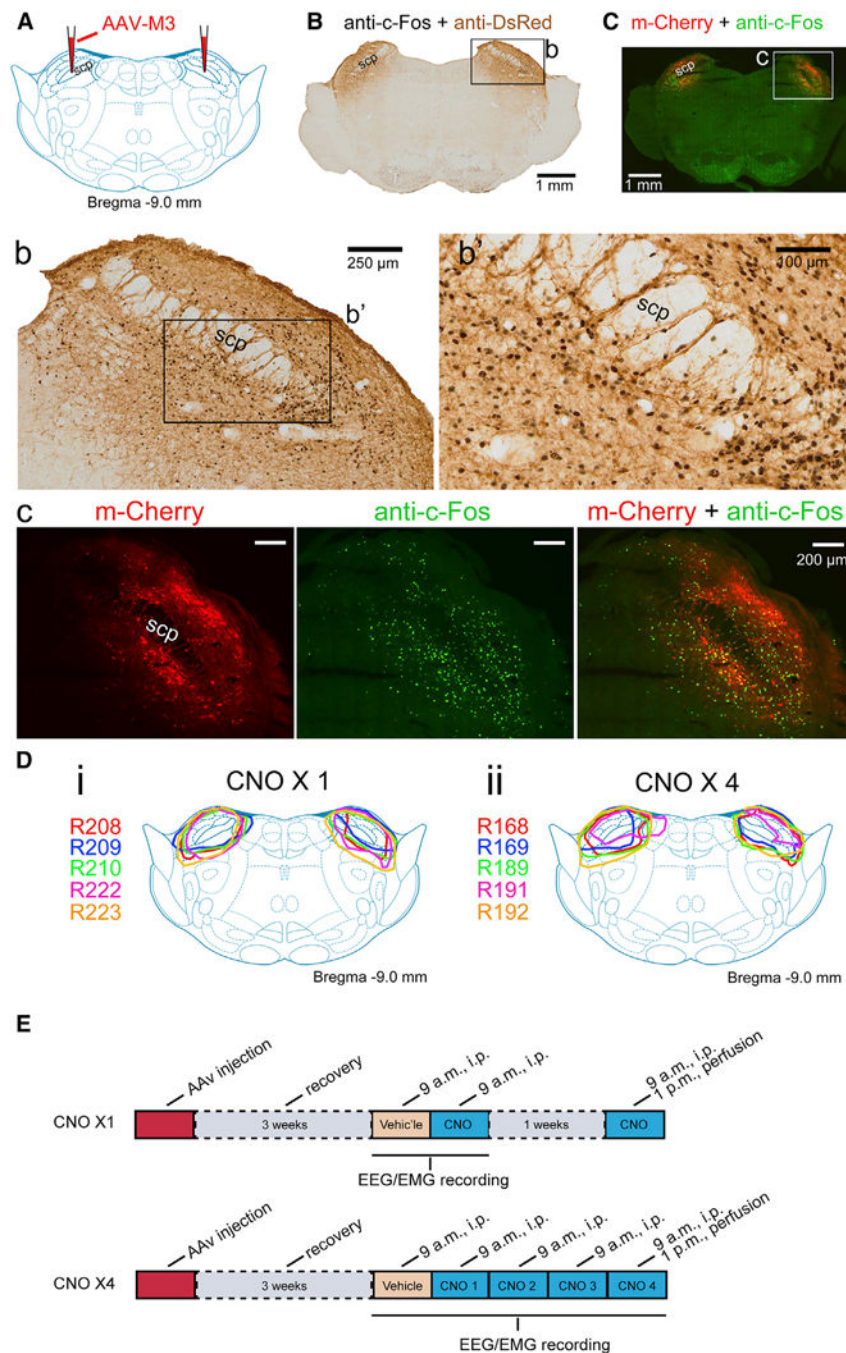 A
AAV-M3
scp
Bregma -9.0 mm
B
anti-c-Fos + anti-DsRed
scp
b
1 mm
C
m-Cherry + anti-c-Fos
scp
C
1 mm
b
250 µm
b'
scp
b'
100 µm
scp
C
m-Cherry
anti-c-Fos
m-Cherry + anti-c-Fos
scp
200 µm
D
i
CNO X 1
R208
R209
R210
R222
R223
Bregma -9.0 mm
ii
CNO X 4
R168
R169
R189
R191
R192
Bregma -9.0 mm
E
AAv injection
recovery
9 a.m., i.p.
9 a.m., i.p.
9 a.m., i.p.
1 p.m., perfusion
CNO X1
3 weeks
Vehic'le
CNO
1 weeks
CNO
EEG/EMG recording
AAv injection
recovery
9 a.m., i.p.
9 a.m., i.p.
9 a.m., i.p.
9 a.m., i.p.
9 a.m., i.p.
1 p.m., perfusion
CNO X4
3 weeks
Vehicle
CNO 1
CNO 2
CNO 3
CNO 4
EEG/EMG recording